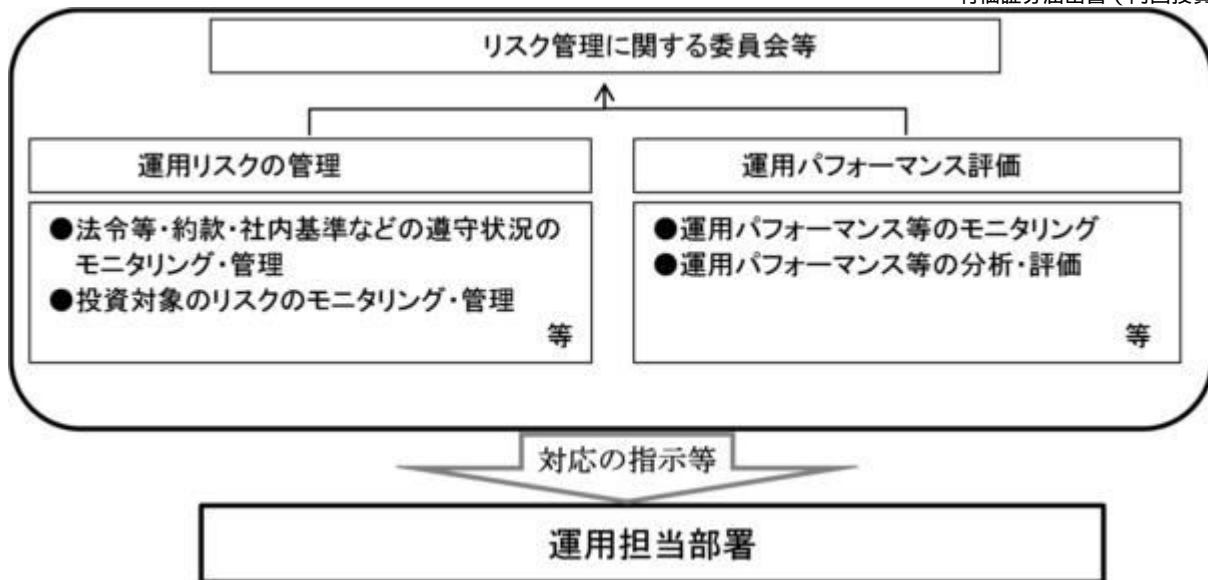 リスク管理に関する委員会等
運用リスクの管理
●法令等・約款・社内基準などの遵守状況の
モニタリング・管理
●投資対象のリスクのモニタリング・管理
等
運用パフォーマンス評価
●運用パフォーマンス等のモニタリング
●運用パフォーマンス等の分析・評価
等
対応の指示等
運用担当部署